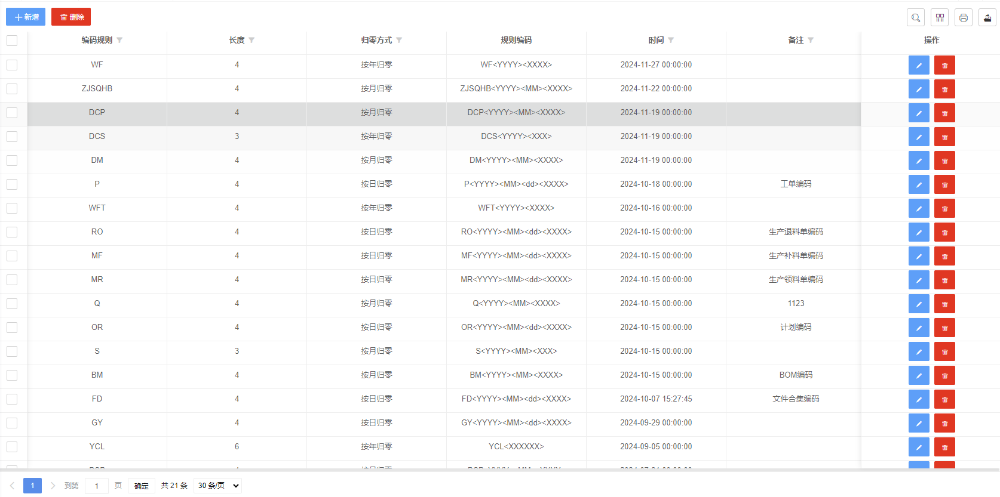 新增 删除
编码规则 长度 归零方式 规则编码 时间 备注 操作
WF 4 按年归零 WF<YYYY><XXXX> 2024-11-27 00:00:00
ZJSQHB 4 按月归零 ZJSQHB<YYYY><MM><XXXX> 2024-11-22 00:00:00
DCP 4 按月归零 DCP<YYYY><MM><XXXX> 2024-11-19 00:00:00
DCS 3 按年归零 DCS<YYYY><XXX> 2024-11-19 00:00:00
DM 4 按月归零 DM<YYYY><MM><XXXX> 2024-11-19 00:00:00
P 4 按日归零 P<YYYY><MM><dd><XXXX> 2024-10-18 00:00:00 工单编码
WFT 4 按年归零 WFT<YYYY><XXXX> 2024-10-16 00:00:00
RO 4 按日归零 RO<YYYY><MM><dd><XXXX> 2024-10-15 00:00:00 生产退料单编码
MF 4 按日归零 MF<YYYY><MM><dd><XXXX> 2024-10-15 00:00:00 生产补料单编码
MR 4 按日归零 MR<YYYY><MM><dd><XXXX> 2024-10-15 00:00:00 生产领料单编码
Q 4 按月归零 Q<YYYY><MM><XXXX> 2024-10-15 00:00:00 1123
OR 4 按日归零 OR<YYYY><MM><dd><XXXX> 2024-10-15 00:00:00 计划编码
S 3 按月归零 S<YYYY><MM><XXX> 2024-10-15 00:00:00
BM 4 按月归零 BM<YYYY><MM><XXXX> 2024-10-15 00:00:00 BOM编码
FD 4 按日归零 FD<YYYY><MM><dd><XXXX> 2024-10-07 15:27:45 文件合集编码
GY 4 按日归零 GY<YYYY><MM><dd><XXXX> 2024-09-29 00:00:00
YCL 6 按年归零 YCL<XXXXXX> 2024-09-05 00:00:00
1 到第 1 页 确定 共 21 条 30 条/页